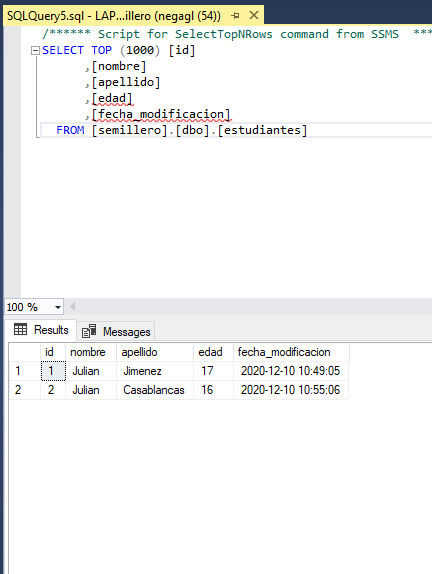 SQLQuery5.sql - LAP...illero (negagl (54))
/****** Script for SelectTopNRows command from SSMS **
SELECT TOP (1000) [id]
,[nombre]
,[apellido]
,[edad]
,[fecha_modificacion]
FROM [semillero].[dbo].[estudiantes]
100 %
Results Messages
id nombre apellido edad fecha_modificacion
1 1 Julian Jimenez 17 2020-12-10 10:49:05
2 2 Julian Casablancas 16 2020-12-10 10:55:06